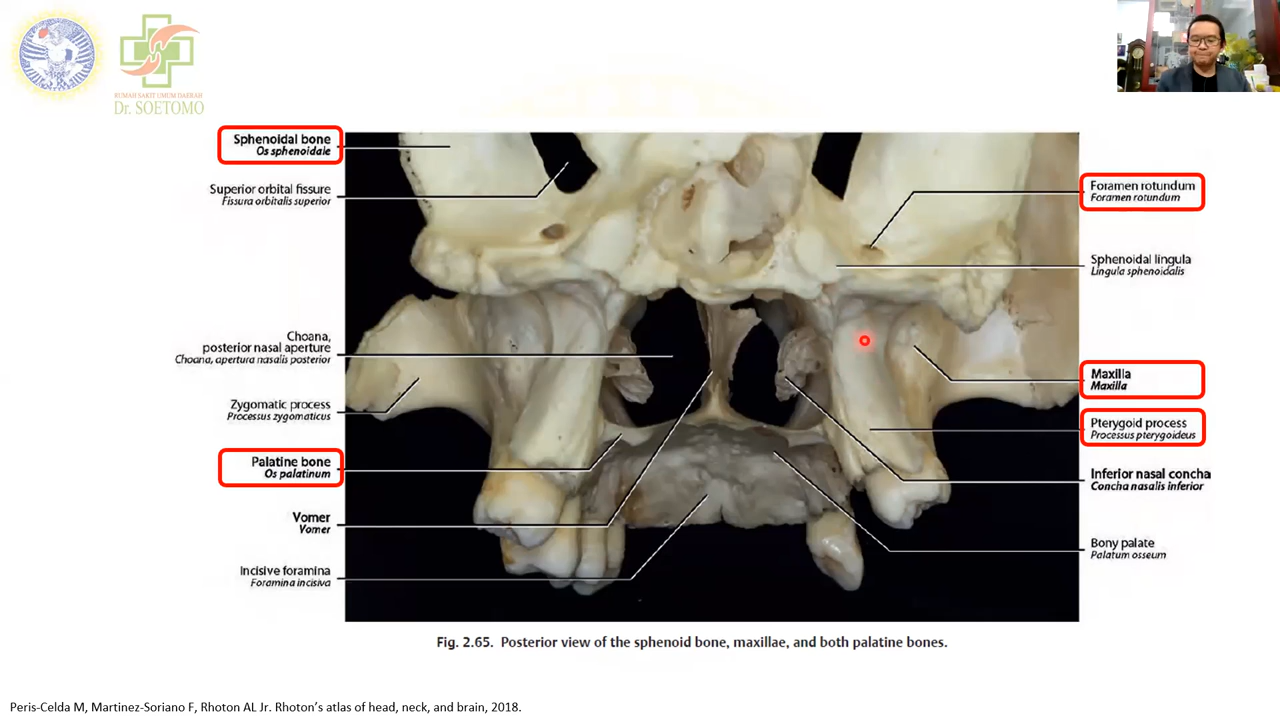 RUMAH SAKIT UMUM DAERAH
Dr. SOETOMO
Sphenoidal bone
Os sphenoidale
Superior orbital fissure
Fissura orbitalis superior
Choana,
posterior nasal aperture
Choana, apertura nasalis posterior
Zygomatic process
Processus zygomaticus
Palatine bone
Os palatinum
Vomer
Vomer
Incisive foramina
Foramina incisiva
Foramen rotundum
Foramen rotundum
Sphenoidal lingula
Lingula sphenoidalis
Maxilla
Maxilla
Pterygoid process
Processus pterygoideus
Inferior nasal concha
Concha nasalis inferior
Bony palate
Palatum osseum
Fig. 2.65. Posterior view of the sphenoid bone, maxillae, and both palatine bones.
Peris-Celda M, Martinez-Soriano F, Rhoton AL Jr. Rhoton’s atlas of head, neck, and brain, 2018.